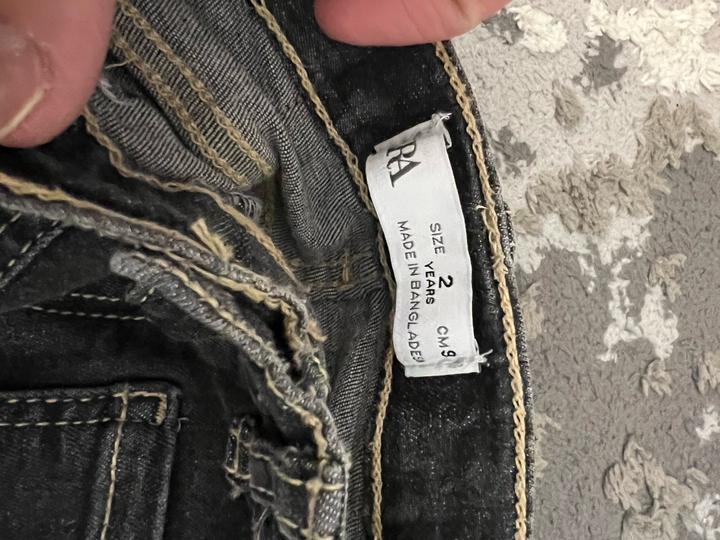 RA
SIZE 2 CM 9
YEARS
MADE IN BANGLADE